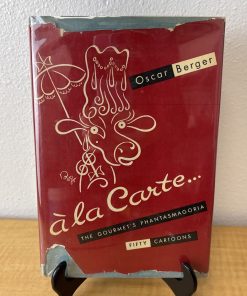 Oscar Berger
à la Carte...
THE GOURMET'S PHANTASMAGORIA
FIFTY CARTOONS